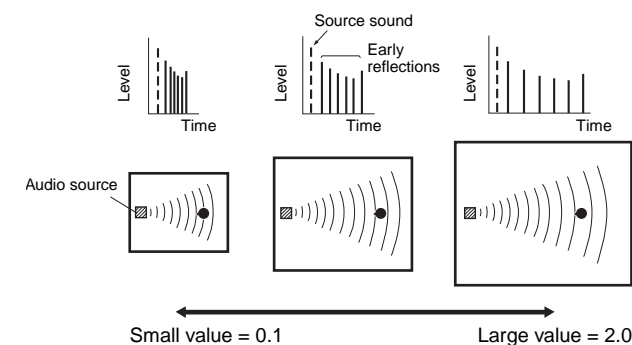 Source sound
Early
reflections
Level
Time
Level
Time
Level
Time
Audio source
Small value = 0.1
Large value = 2.0